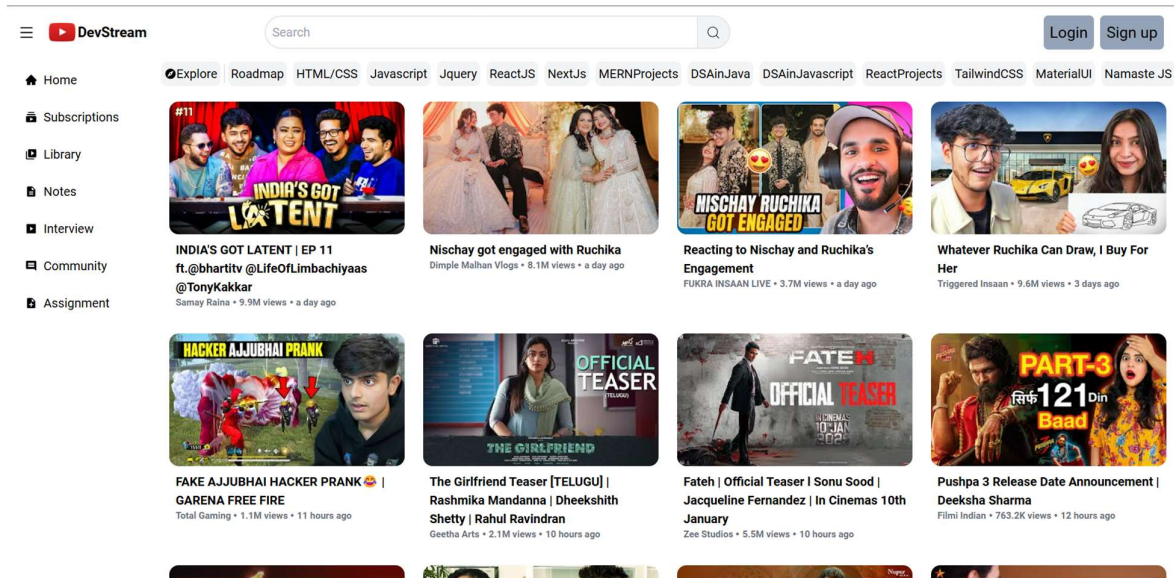 DevStream
Search
Login
Sign up
Home
Subscriptions
Library
Notes
Interview
Community
Assignment
Explore
Roadmap
HTML/CSS
Javascript
Jquery
ReactJS
NextJs
MERNProjects
DSAinJava
DSAinJavascript
ReactProjects
TailwindCSS
MaterialUI
Namaste JS
#11
INDIA'S GOT
LATENT
INDIA'S GOT LATENT | EP 11
ft.@bhartitv @LifeOfLimbachiyaas
@TonyKakkar
Samay Raina • 9.9M views • a day ago
Nischay got engaged with Ruchika
Dimple Malhan Vlogs • 8.1M views • a day ago
NISCHAY RUCHIKA
GOT ENGAGED
Reacting to Nischay and Ruchika's
Engagement
FUKRA INSAAN LIVE • 3.7M views • a day ago
Whatever Ruchika Can Draw, I Buy For
Her
Triggered Insaan • 9.6M views • 3 days ago
HACKER AJJUBHAI PRANK
FAKE AJJUBHAI HACKER PRANK😂 |
GARENA FREE FIRE
Total Gaming • 1.1M views • 11 hours ago
OFFICIAL
TEASER
(TELUGU)
THE GIRLFRIEND
The Girlfriend Teaser [TELUGU] |
Rashmika Mandanna | Dheekshith
Shetty | Rahul Ravindran
Geetha Arts • 2.1M views • 10 hours ago
FATEH
OFFICIAL TEASER
IN CINEMAS
10 JAN
2025
Fateh | Official Teaser l Sonu Sood |
Jacqueline Fernandez | In Cinemas 10th
January
Zee Studios • 5.5M views • 10 hours ago
PART-3
सिर्फ 121 Din
Baad
Pushpa 3 Release Date Announcement |
Deeksha Sharma
Filmi Indian • 763.2K views • 12 hours ago